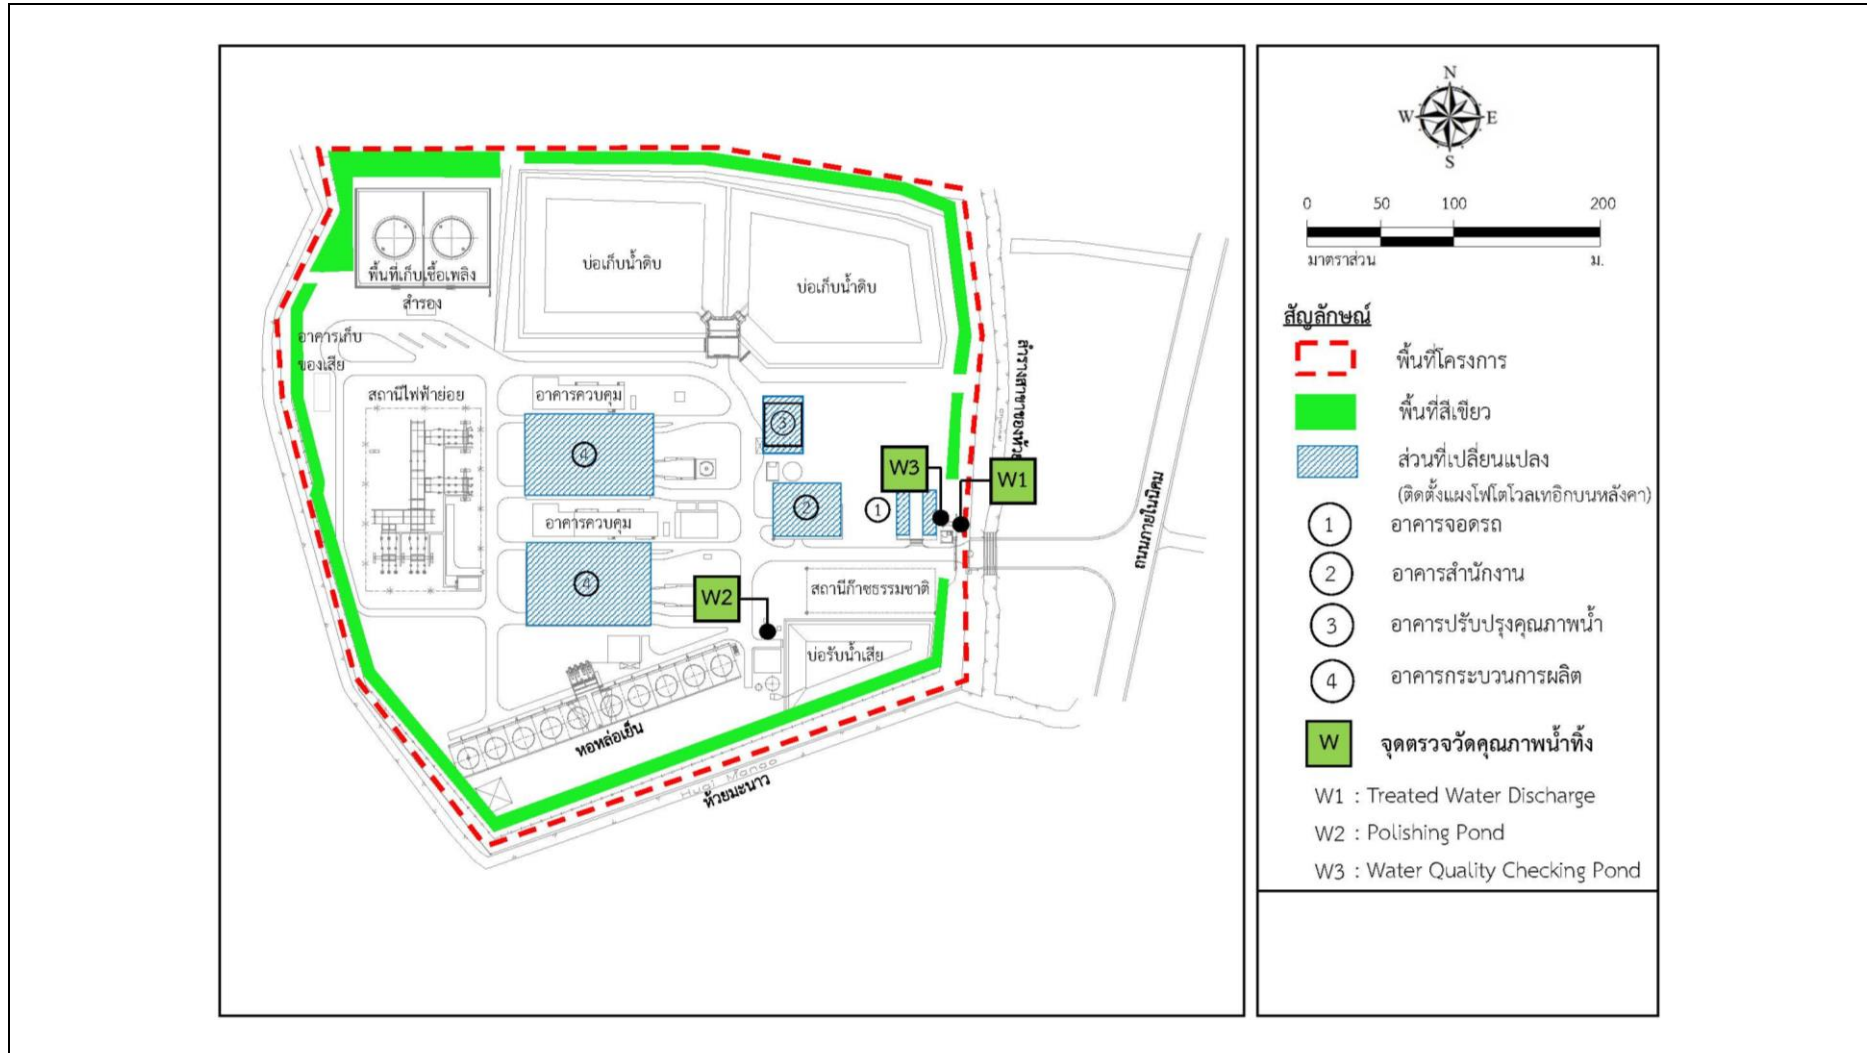 พื้นที่เก็บเชื้อเพลิง
สำรอง
บ่อเก็บน้ำดิบ
บ่อเก็บน้ำดิบ
อาคารเก็บ
ของเสีย
สถานีไฟฟ้าย่อย
อาคารควบคุม
4
3
W3
W1
2
1
อาคารควบคุม
4
W2
สถานีก๊าซธรรมชาติ
บ่อรับน้ำเสีย
หอหล่อเย็น
ห้วยมะนาว
ถนนภายในนิคม
N
W
E
S
0 50 100 200
มาตราส่วน ม.
สัญลักษณ์
พื้นที่โครงการ
พื้นที่สีเขียว
ส่วนที่เปลี่ยนแปลง
(ติดตั้งแผงโฟโตโวลเทอิกบนหลังคา)
1 อาคารจอดรถ
2 อาคารสำนักงาน
3 อาคารปรับปรุงคุณภาพน้ำ
4 อาคารกระบวนการผลิต
W จุดตรวจวัดคุณภาพน้ำทิ้ง
W1 : Treated Water Discharge
W2 : Polishing Pond
W3 : Water Quality Checking Pond